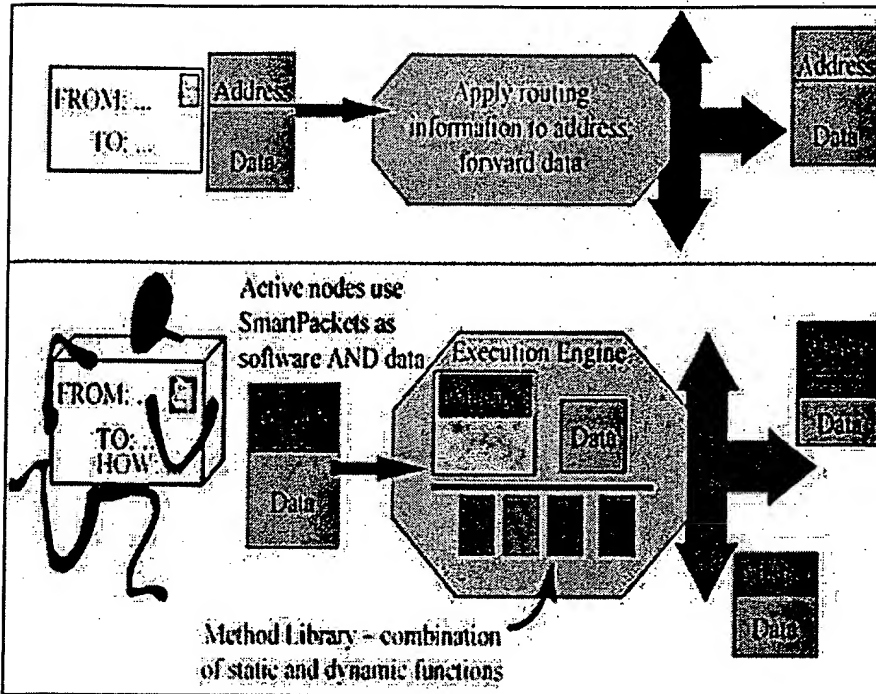 FROM: ...
TO: ...
Address
Data
Apply routing
information to address;
forward data
Address
Data
Active nodes use
SmartPackets as
software AND data
FROM: ...
TO: ...
HOW
Data
Execution Engine
Data
Data
Data
Method Library - combination
of static and dynamic functions